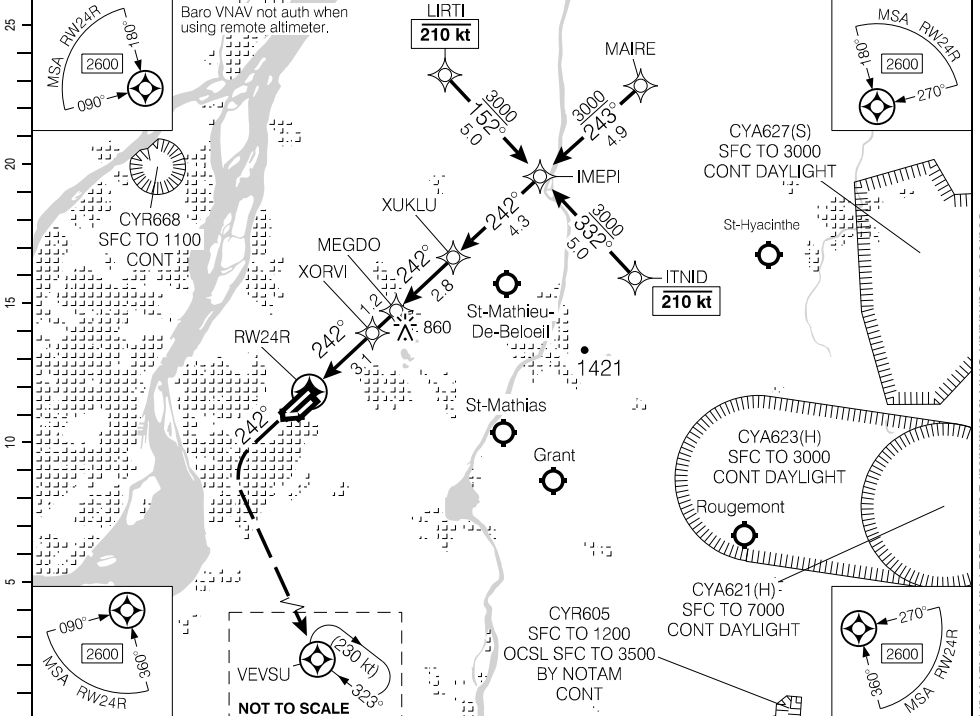 25
20
15
10
5
MSA RW24R
180°
2600
090°
Baro VNAV not auth when
using remote altimeter.
LIRTI
210 kt
MAIRE
MSA RW24R
180°
2600
270°
3000
152°
5.0
3000
243°
4.9
CYA627(S)
SFC TO 3000
CONT DAYLIGHT
IMEPI
CYR668
SFC TO 1100
CONT
XUKLU
242°
4.3
3000
332°
5.0
St-Hyacinthe
MEGDO
242°
2.8
XORVI
ITNID
210 kt
1.2
860
St-Mathieu-
De-Beloeil
RW24R
242°
3.1
1421
242°
St-Mathias
Grant
CYA623(H)
SFC TO 3000
CONT DAYLIGHT
Rougemont
CYA621(H)
SFC TO 7000
CONT DAYLIGHT
090°
360°
2600
MSA RW24R
VEVSU
(230 kt)
323°
NOT TO SCALE
CYR605
SFC TO 1200
OCSL SFC TO 3500
BY NOTAM
CONT
270°
360°
2600
MSA RW24R